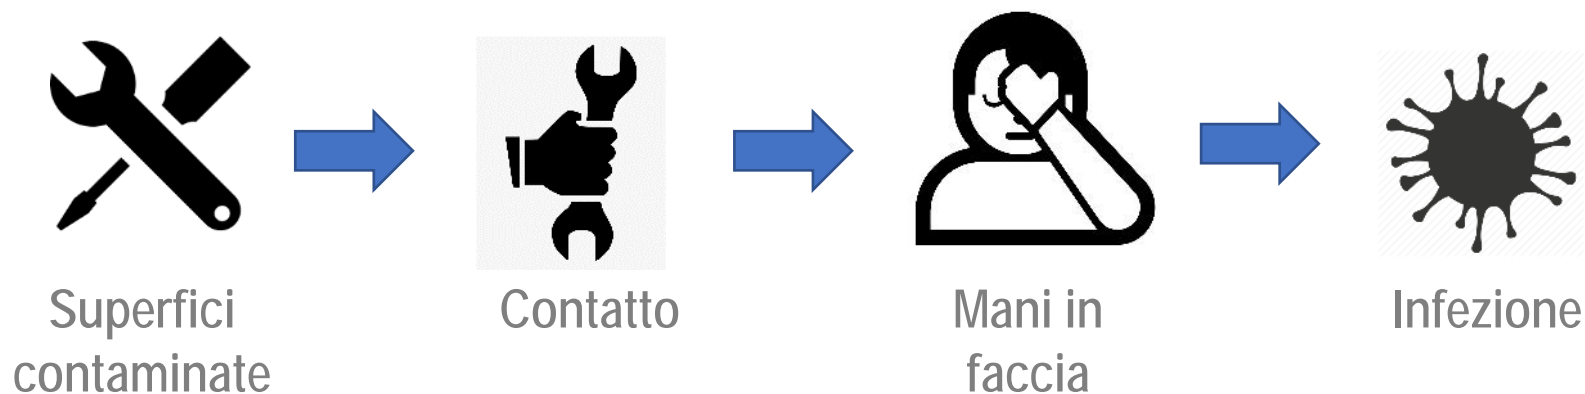 Superfici
contaminate
Contatto
Mani in
faccia
Infezione